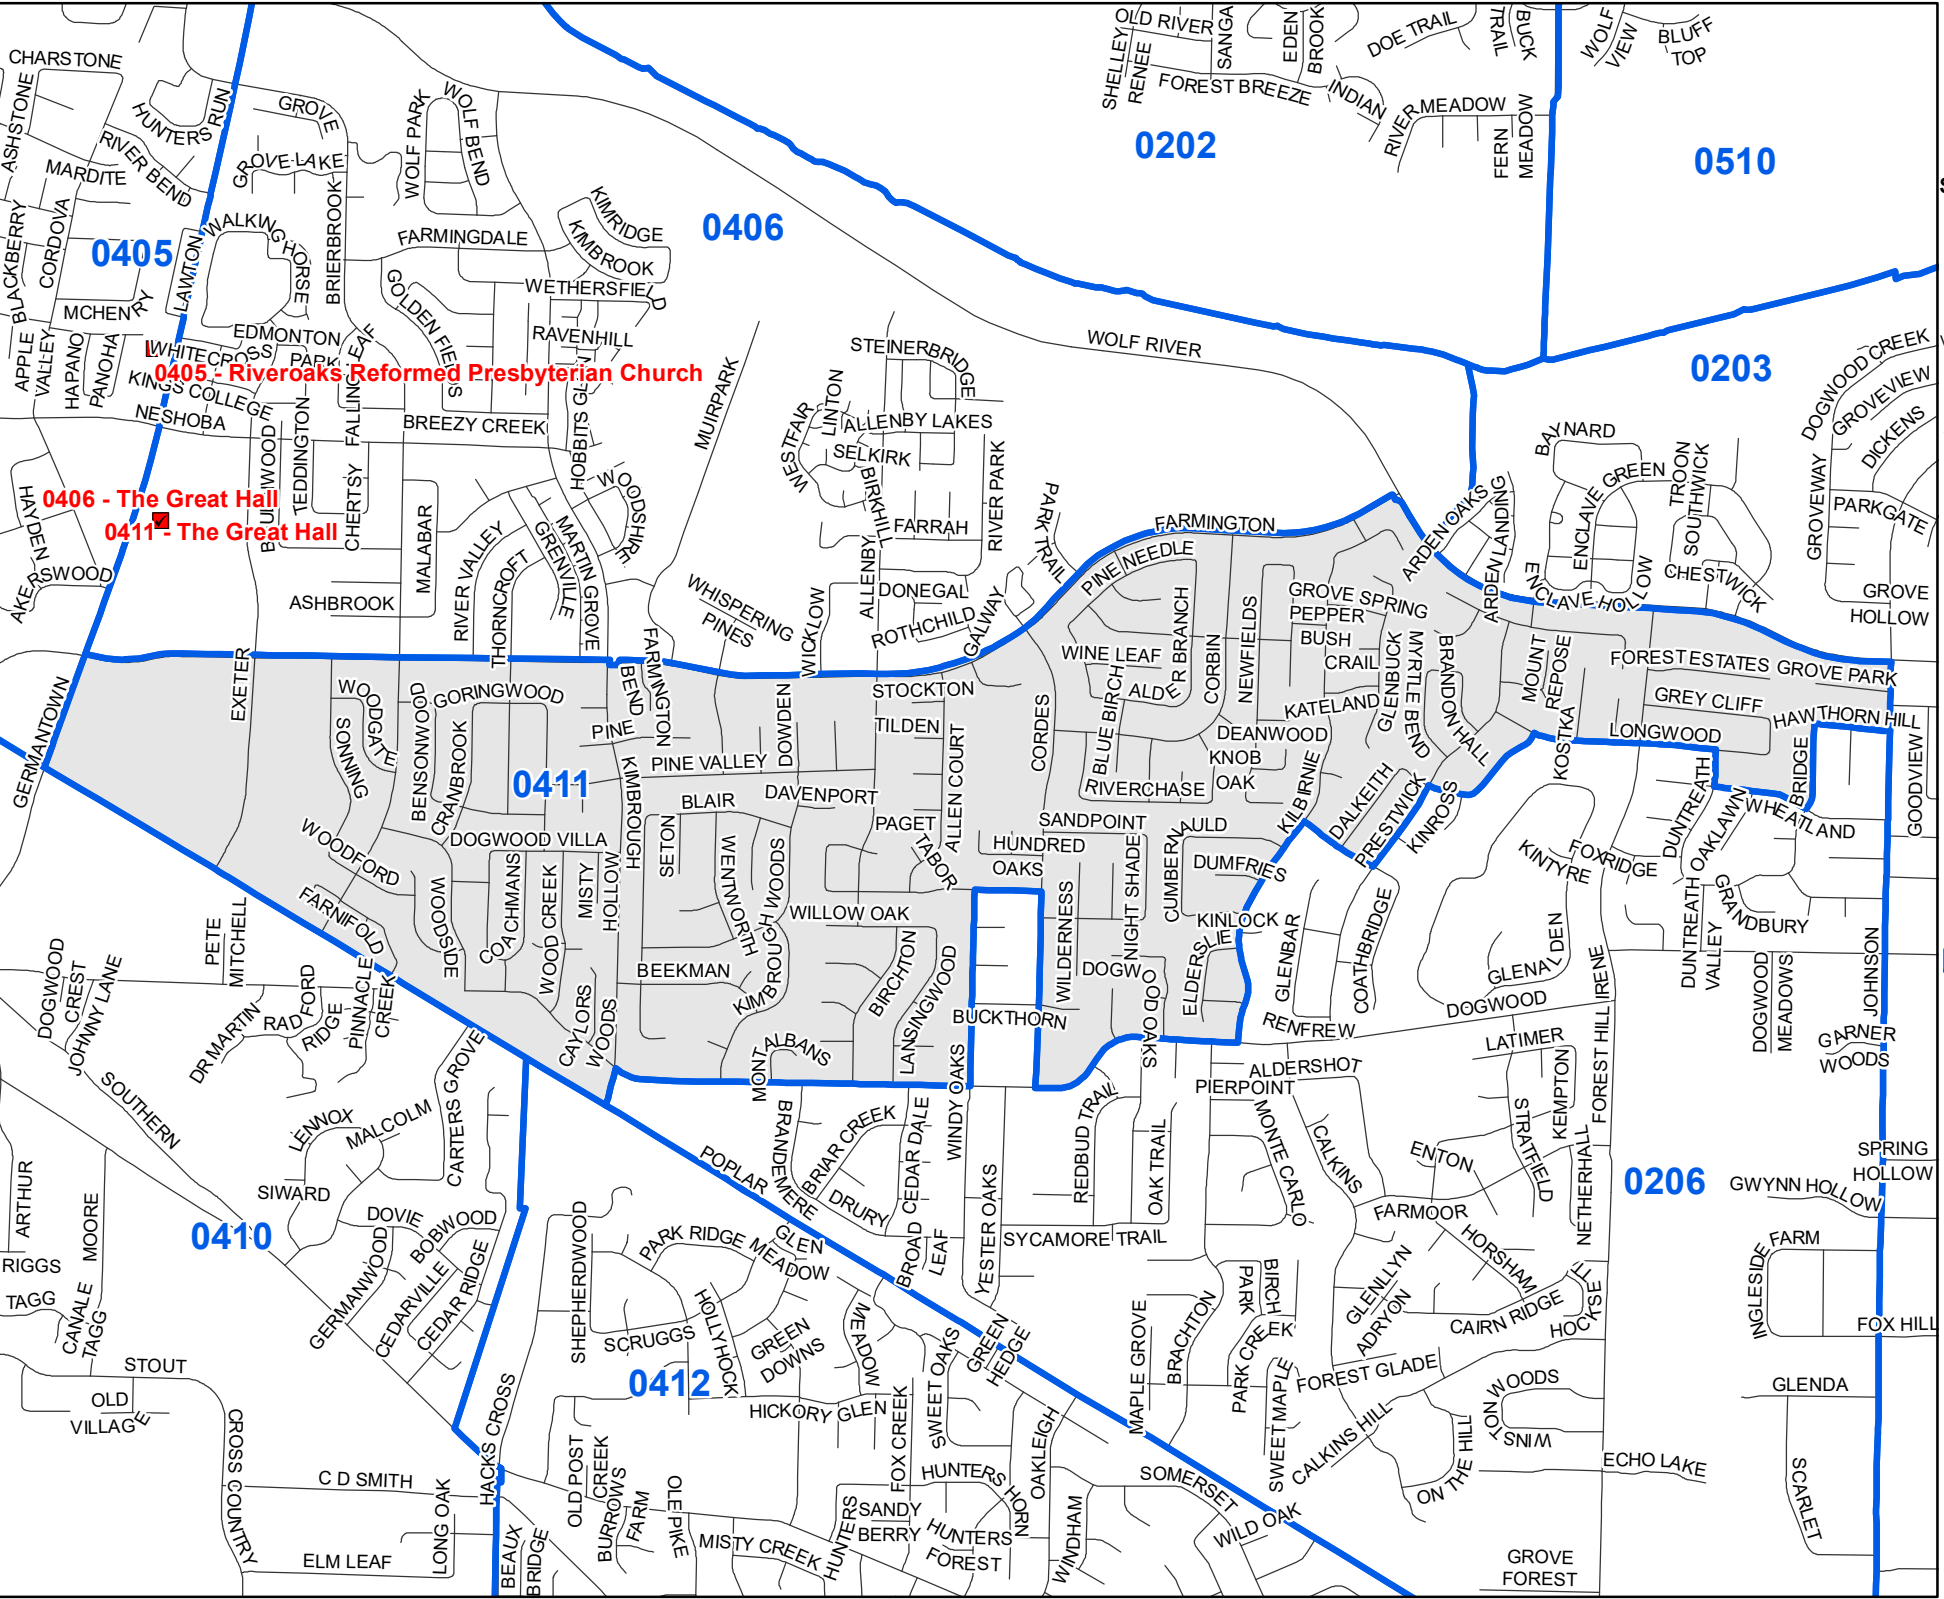 CHARSTONE
ASHSTONE
HUNTERS RUN
GROVE
WOLF PARK
WOLF BEND
OLD RIVER
SHELLEY RENEE
SANGA
EDEN BROOK
DOE TRAIL
BUCK TRAIL
WOLF VIEW
BLUFF TOP
FOREST BREEZE
INDIAN
RIVER MEADOW
FERN MEADOW
0202
0510
RIVER BEND
MARDITE
GROVE LAKE
BLACKBERRY
CORDOVA
0405
WALKING HORSE
BRIERBROOK
FARMINGDALE
KIMRIDGE
KIMBROOK
0406
LAWTON
GOLDEN FIELDS
WETHERSFIELD
MCHENRY
APPLE VALLEY
HAPANO
PANOHA
EDMONTON
WHITECROSS
PARK
FALLING LEAF
RAVENHILL
0405 - Riveroaks Reformed Presbyterian Church
KINGS COLLEGE
NESHOBA
TEDDINGTON
BREEZY CREEK
HOBBITS GLEN
MUIRPARK
STEINERBRIDGE
WESTFAIR
LINTON
ALLENBY LAKES
SELKIRK
BIRKHILL
WOLF RIVER
0203
DOGWOOD CREEK
GROVEVIEW
DICKENS
GROVEWAY
PARKGATE
BAYNARD
ENCLAVE GREEN
TROON
SOUTHWICK
HAYDEN
0406 - The Great Hall
0411 - The Great Hall
CHERTSY
MALABAR
RIVER VALLEY
THORNCROFT
GRENVILLE
MARTIN GROVE
WOODSHIRE
FARRAH
RIVER PARK
PARK TRAIL
FARMINGTON
PINE NEEDLE
ARDEN OAKS
ARDEN LANDING
ENCLAVE
ENCLAVE HOLLOW
CHESTWICK
GROVE HOLLOW
AKERSWOOD
ASHBROOK
WHISPERING PINES
WICKLOW
ALLENBY
DONEGAL
ROTHCHILD
GALWAY
GERMANTOWN
EXETER
WOODGATE
SONNING
BENSONWOOD
GORINGWOOD
CRANBROOK
BEND
PINE
FARMINGTON
DOWDEN
STOCKTON
TILDEN
ALLEN COURT
CORDES
WINE LEAF
BLUE BIRCH
ALDER BRANCH
CORBIN
NEWFIELDS
GROVE SPRING
PEPPER BUSH
CRAIL
GLENBUCK
MYRTLE BEND
BRANDON HALL
MOUNT REPOSE
KOSTKA
FOREST ESTATES
GROVE PARK
GREY CLIFF
HAWTHORN HILL
LONGWOOD
BRIDGE
GOODVIEW
KATELAND
DEANWOOD
KNOB OAK
RIVERCHASE
0411
PINE VALLEY
KIMBROUGH
BLAIR
DAVENPORT
SETON
PAGET
TABOR
SANDPOINT
HUNDRED OAKS
KILBIRNIE
DALKEITH
PRESTWICK
KINROSS
DUNTREATH
OAKLAWN
WHEATLAND
WOODFORD
DOGWOOD VILLA
FARNIFOLD
WOODSIDE
COACHMANS
WOOD CREEK
MISTY HOLLOW
WENTWORTH
KIMBROUGH WOODS
WILLOW OAK
NIGHT SHADE
CUMBERNAULD
DUMFRIES
KINLOCK
ELDERSLIE
WILDERNESS
DOGWOOD OAKS
BEEKMAN
BIRCHTON
LANSINGWOOD
BUCKTHORN
GLENBAR
COATHBRIDGE
KINTYRE
FOXRIDGE
GLENALDEN
DUNTREATH VALLEY
GRANDBURY
DOGWOOD MEADOWS
JOHNSON
GARNER WOODS
PETE MITCHELL
DOGWOOD CREST
JOHNNY LANE
DR MARTIN
RADFORD RIDGE
PINNACLE CREEK
CAYLORS WOODS
MONT ALBANS
WINDY OAKS
RENFREW
DOGWOOD
LATIMER
FOREST HILL IRENE
SOUTHERN
CARTERS GROVE
LENNOX
MALCOLM
SIWARD
BRANDEMERE
BRIAR CREEK
CEDAR DALE
POPLAR
DRURY
REDBUD TRAIL
OAK TRAIL
ALDERSHOT
PIERPOINT
MONTE CARLO
CALKINS
ENTON
STRATFIELD
KEMPTON
NETHERHALL
0206
SPRING HOLLOW
GWYNN HOLLOW
ARTHUR
MOORE
0410
DOVIE
BOBWOOD
GERMANWOOD
CEDARVILLE
CEDAR RIDGE
SHEPHERDWOOD
PARK RIDGE
GLEN MEADOW
BROAD LEAF
YESTER OAKS
SYCAMORE TRAIL
FARMOOR
HORSHAM
GLENLLYN
ADRYON
CAIRN RIDGE
HOCKSETT
INGLESIDE FARM
FOX HILL
RIGGS
TAGG
CANALE
TAGG
STOUT
OLD VILLAGE
SCRUGGS
HOLLYHOCK
GREEN DOWNS
MEADOW
SWEET OAKS
GREEN HEDGE
MAPLE GROVE
BRACHTON
PARK CREEK
BIRCH PARK
0412
HICKORY GLEN
FOX CREEK
OAKLEIGH
SWEET MAPLE
FOREST GLADE
CALKINS HILL
WINSTON WOODS
ON THE HILL
GLENDA
ECHO LAKE
SCARLET
CROSS COUNTRY
C D SMITH
LONG OAK
HACKS CROSS
OLD POST CREEK
BURROWS FARM
OLE PIKE
MISTY CREEK
HUNTERS
SANDY BERRY
HUNTERS HORN
HUNTERS FOREST
WINDHAM
SOMERSET
WILD OAK
ELM LEAF
BEAUX BRIDGE
GROVE FOREST